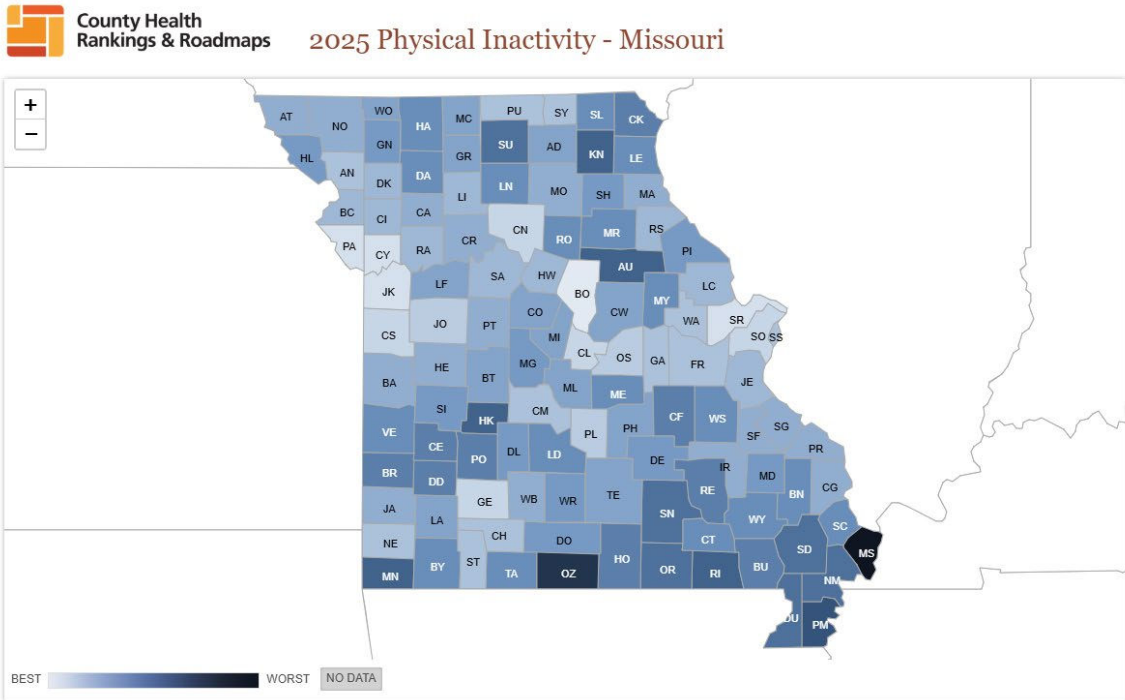 County Health
Rankings & Roadmaps
2025 Physical Inactivity - Missouri
+
−
AT NO WO HA MC PU SY SL CK
HL GN GR SU AD KN LE
AN DK DA LI LN MO SH MA
BC CI CA CR CN RO MR RS PI
PA CY RA LF SA HW BO AU LC
JK CO CW MY WA SR
CS JO PT MI CL OS GA FR SO SS
BA HE BT MG ML ME JE
VE SI HK CM PL PH CF WS SF SG PR
BR CE PO DL LD DE IR MD CG
DD RE BN
JA LA GE WB WR TE SN WY SC
NE CH DO CT SD MS
MN BY ST TA OZ HO OR RI BU NM
DU PM
BEST WORST NO DATA